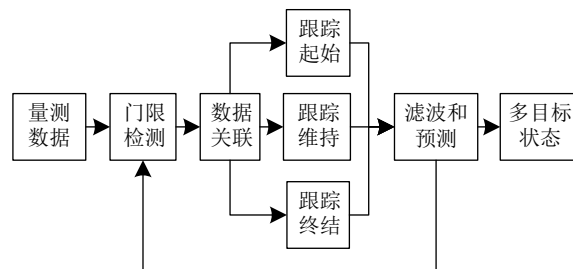 量测
数据
门限
检测
数据
关联
跟踪
起始
跟踪
维持
跟踪
终结
滤波和
预测
多目标
状态